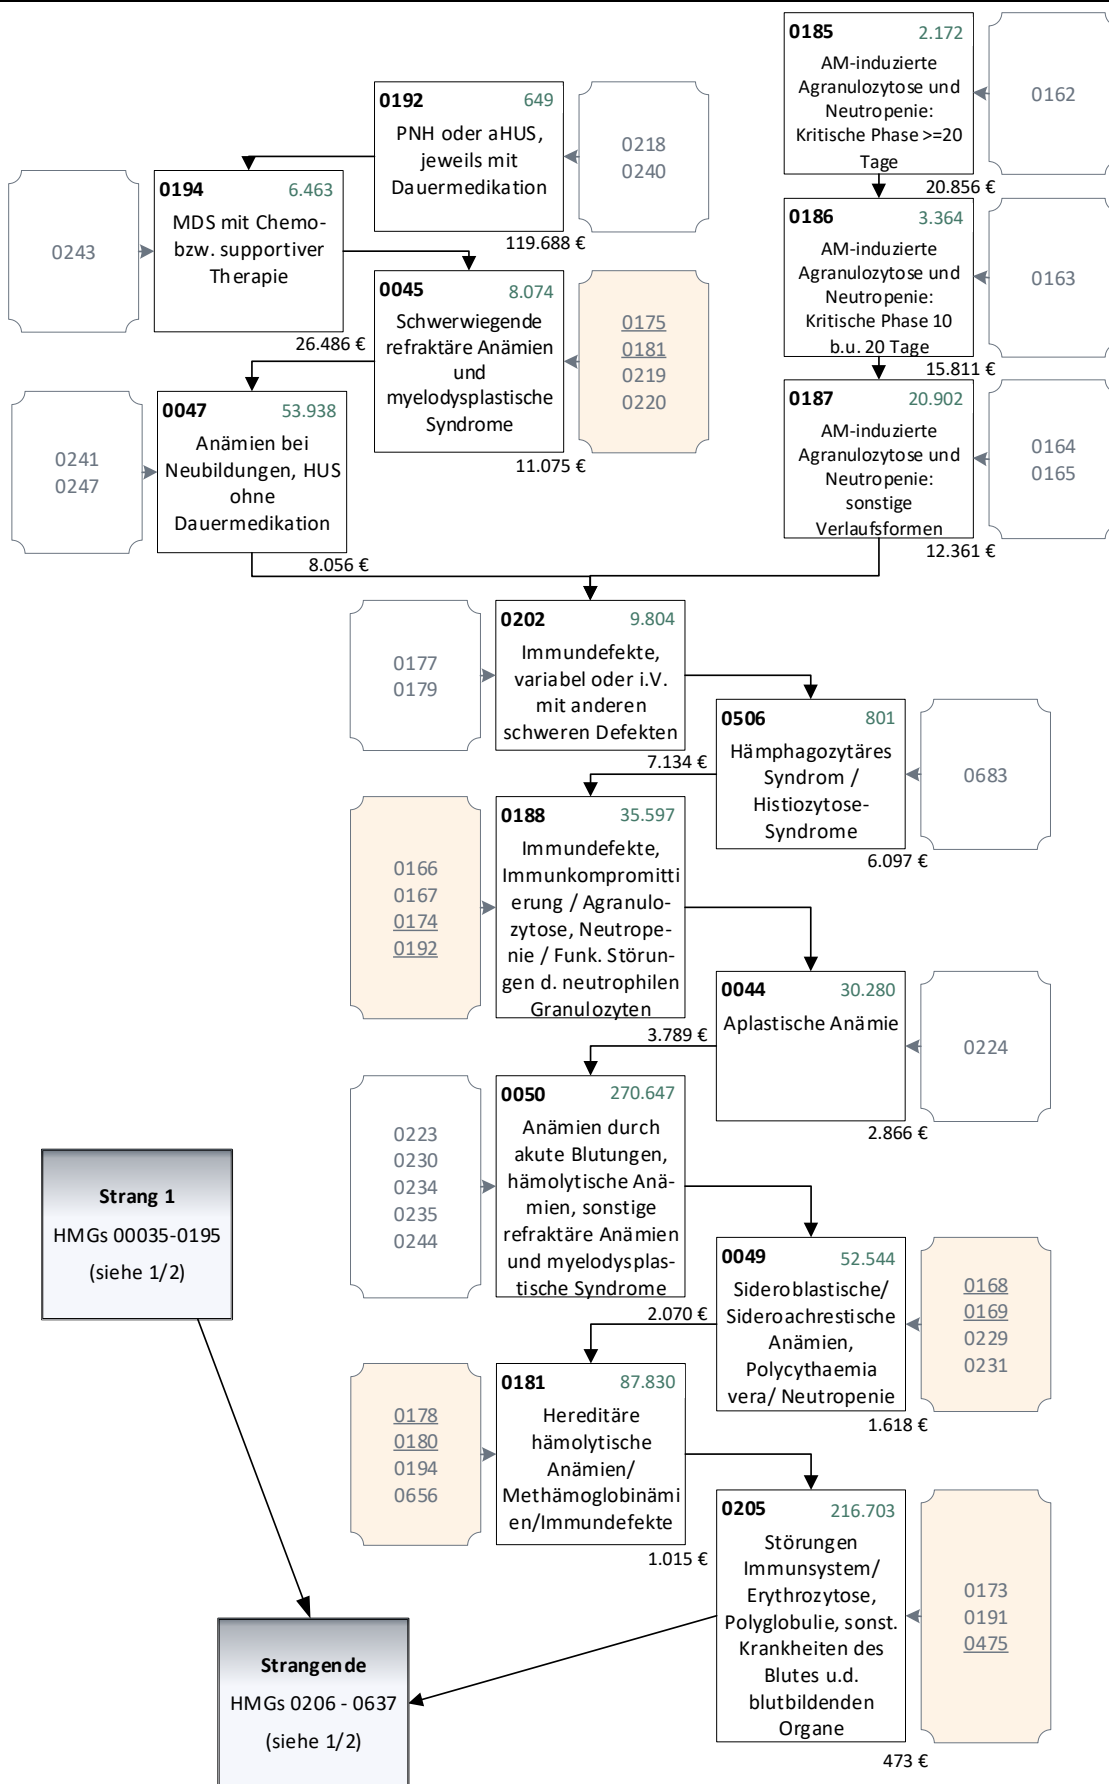 0185 2.172
AM-induzierte
Agranulozytose und
Neutropenie:
Kritische Phase >=20
Tage
20.856 €
0162
0192 649
PNH oder aHUS,
jeweils mit
Dauermedikation
119.688 €
0218
0240
0194 6.463
MDS mit Chemo-
bzw. supportiver
Therapie
26.486 €
0243
0186 3.364
AM-induzierte
Agranulozytose und
Neutropenie:
Kritische Phase 10
b.u. 20 Tage
15.811 €
0163
0045 8.074
Schwerwiegende
refraktäre Anämien
und
myelodysplastische
Syndrome
11.075 €
0175
0181
0219
0220
0047 53.938
Anämien bei
Neubildungen, HUS
ohne
Dauermedikation
8.056 €
0241
0247
0187 20.902
AM-induzierte
Agranulozytose und
Neutropenie:
sonstige
Verlaufsformen
12.361 €
0164
0165
0202 9.804
Immundefekte,
variabel oder i.V.
mit anderen
schweren Defekten
7.134 €
0177
0179
0506 801
Hämphagozytäres
Syndrom /
Histiozytose-
Syndrome
6.097 €
0683
0188 35.597
Immundefekte,
Immunkompromitti
erung / Agranulo-
zytose, Neutrope-
nie / Funk. Störun-
gen d. neutrophilen
Granulozyten
3.789 €
0166
0167
0174
0192
0044 30.280
Aplastische Anämie
2.866 €
0224
0050 270.647
Anämien durch
akute Blutungen,
hämolytische Anä-
mien, sonstige
refraktäre Anämien
und myelodysplas-
tische Syndrome
2.070 €
0223
0230
0234
0235
0244
Strang 1
HMGs 00035-0195
(siehe 1/2)
0049 52.544
Sideroblastische/
Sideroachrestische
Anämien,
Polycythaemia
vera/ Neutropenie
1.618 €
0168
0169
0229
0231
0181 87.830
Hereditäre
hämolytische
Anämien/
Methämoglobinämi
en/Immundefekte
1.015 €
0178
0180
0194
0656
0205 216.703
Störungen
Immunsystem/
Erythrozytose,
Polyglobulie, sonst.
Krankheiten des
Blutes u.d.
blutbildenden
Organe
473 €
0173
0191
0475
Strangende
HMGs 0206 - 0637
(siehe 1/2)